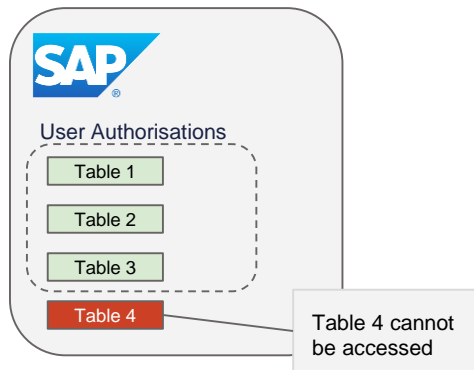 SAP
®
User Authorisations
Table 1
Table 2
Table 3
Table 4
Table 4 cannot
be accessed